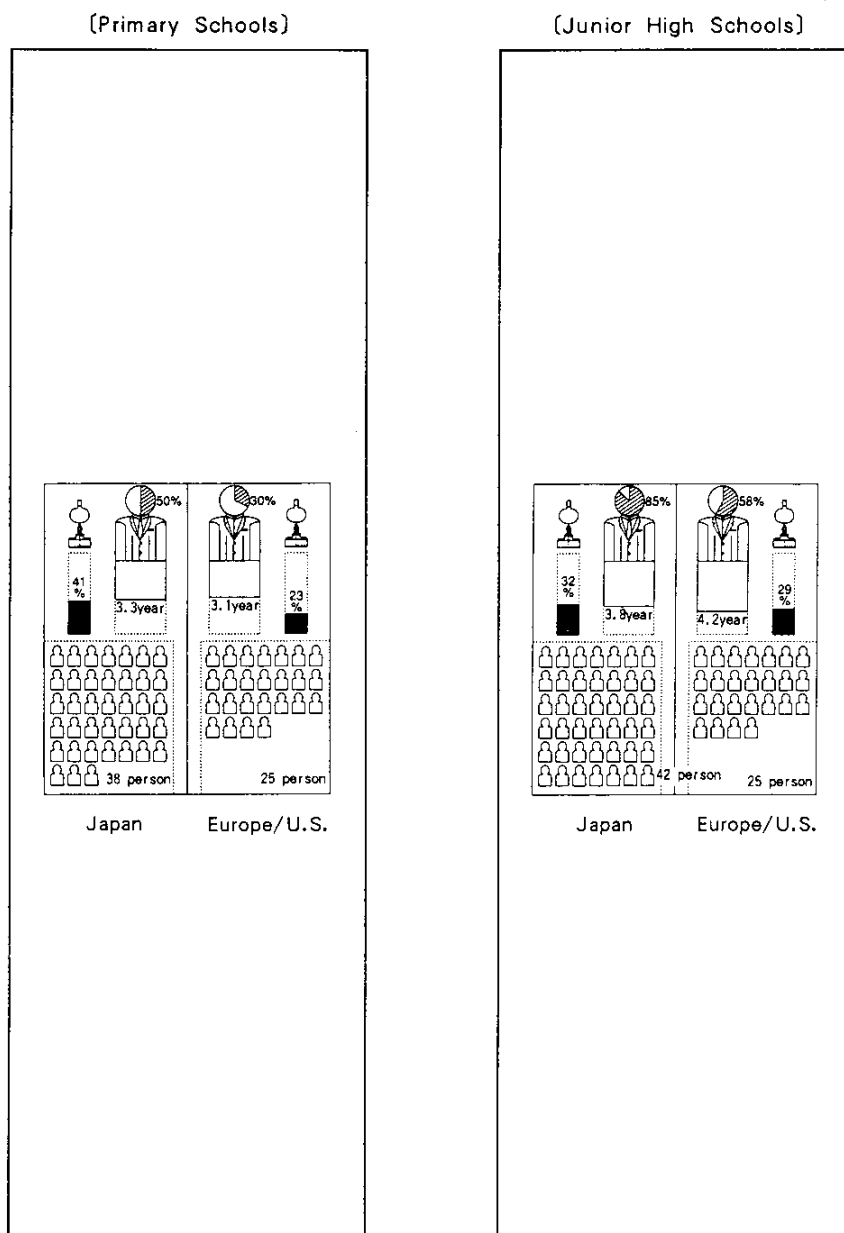 (Primary Schools)
(Junior High Schools)
50%
30%
41
%
3.3year
3.1year
23
%
38 person
25 person
Japan
Europe/U.S.
85%
58%
32
%
3.8year
4.2year
29
%
42 person
25 person
Japan
Europe/U.S.